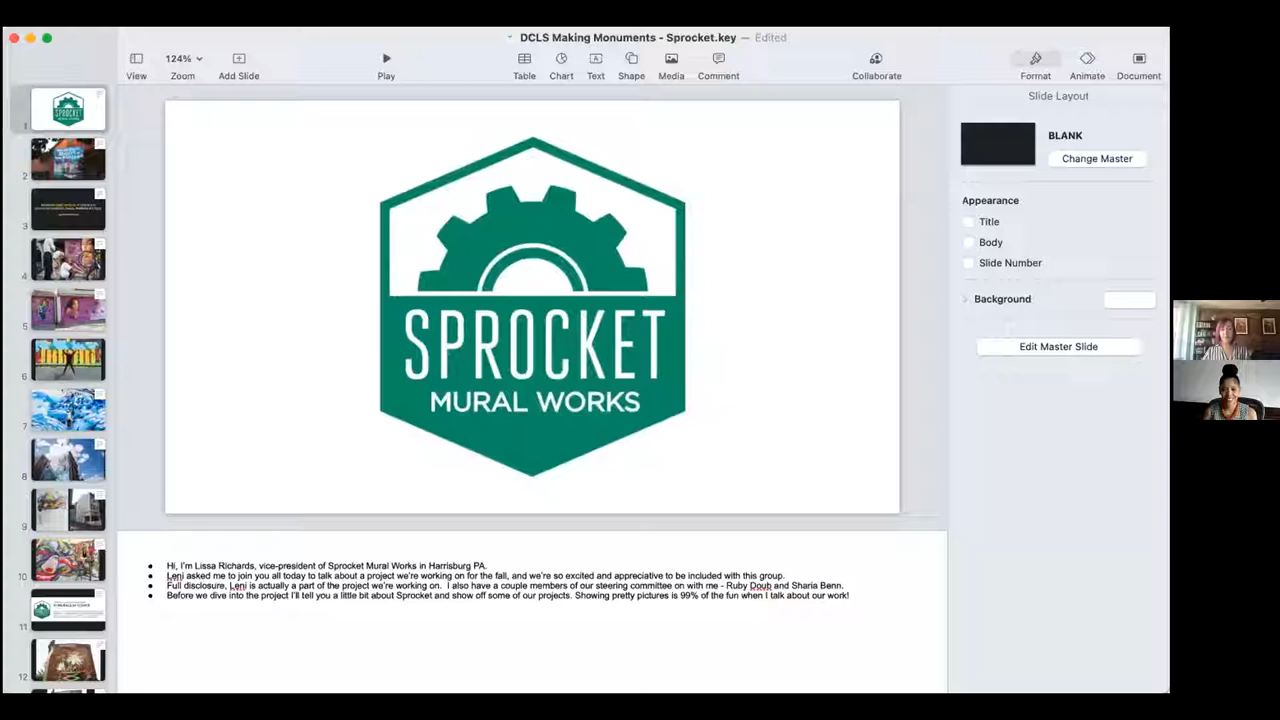 DCLS Making Monuments - Sprocket.key — Edited
124%
View Zoom Add Slide Play Table Chart Text Shape Media Comment Collaborate Format Animate Document
Slide Layout
BLANK
Change Master
Appearance
Title
Body
Slide Number
Background
Edit Master Slide
1
2
3
4
5
6
7
8
9
10
11
12
SPROCKET
MURAL WORKS
SPROCKET
MURAL WORKS
• Hi, I'm Lissa Richards, vice-president of Sprocket Mural Works in Harrisburg PA.
• Leni asked me to join you all today to talk about a project we're working on for the fall, and we're so excited and appreciative to be included with this group.
• Full disclosure, Leni is actually a part of the project we're working on. I also have a couple members of our steering committee on with me - Ruby Doub and Sharia Benn.
• Before we dive into the project I'll tell you a little bit about Sprocket and show off some of our projects. Showing pretty pictures is 99% of the fun when I talk about our work!